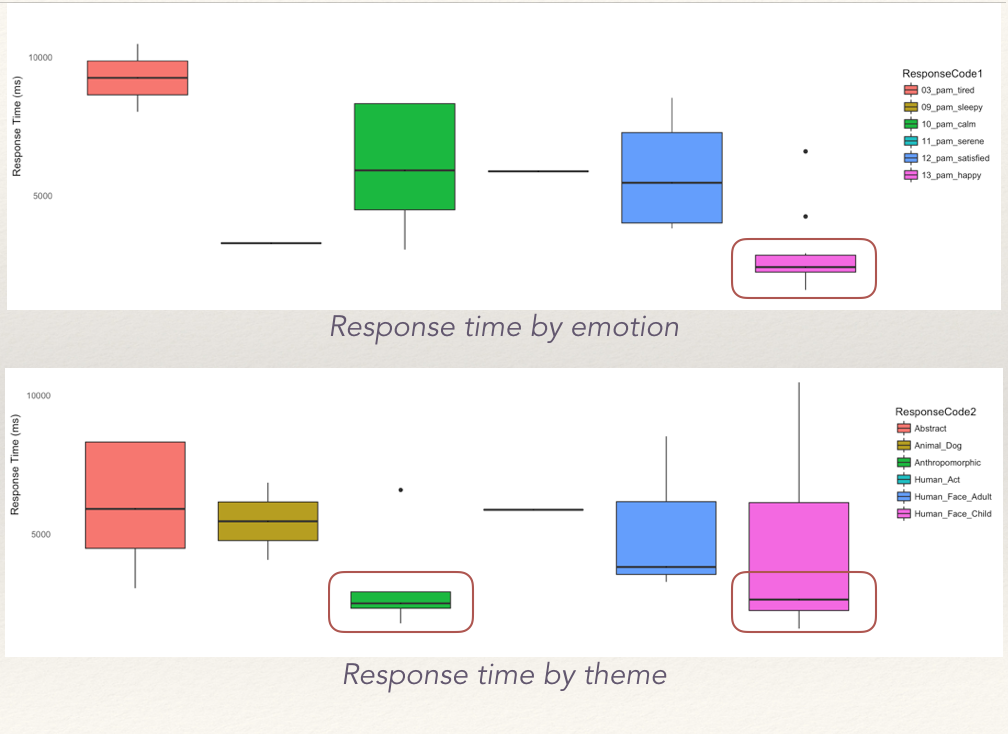 10000
5000
Response Time (ms)
ResponseCode1
03_pam_tired
09_pam_sleepy
10_pam_calm
11_pam_serene
12_pam_satisfied
13_pam_happy
Response time by emotion
10000
5000
Response Time (ms)
ResponseCode2
Abstract
Animal_Dog
Anthropomorphic
Human_Act
Human_Face_Adult
Human_Face_Child
Response time by theme